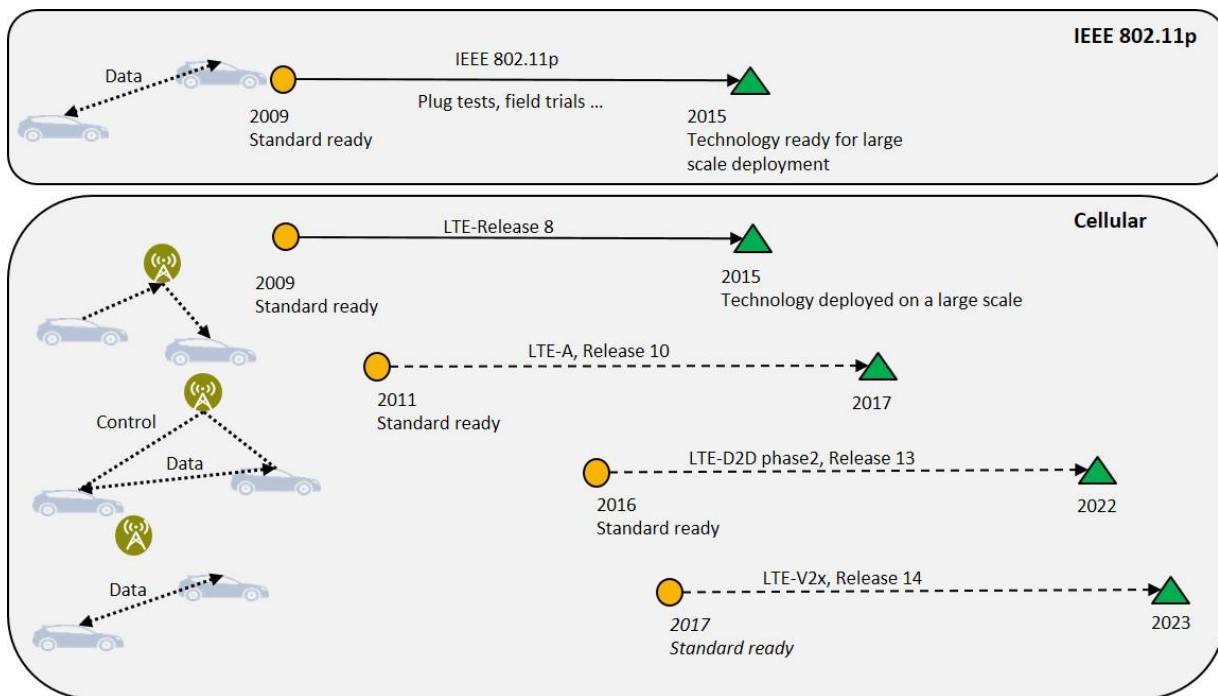 IEEE 802.11p
Data
IEEE 802.11p
Plug tests, field trials ...
2009
Standard ready
2015
Technology ready for large
scale deployment
Cellular
LTE-Release 8
2009
Standard ready
2015
Technology deployed on a large scale
LTE-A, Release 10
2011
Standard ready
2017
Control
Data
LTE-D2D phase2, Release 13
2016
Standard ready
2022
Data
LTE-V2x, Release 14
2017
Standard ready
2023